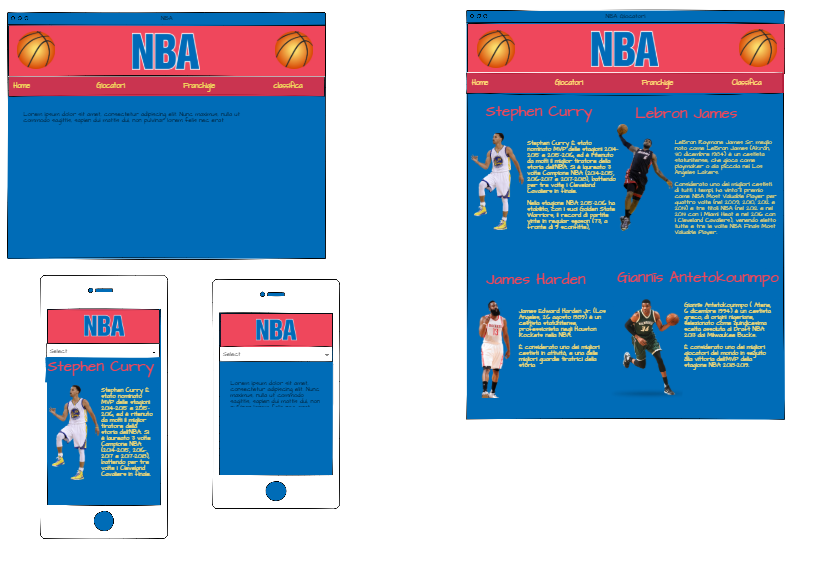 NBA
NBA
Home Giocatori Franchigie classifica
Lorem ipsum dolor sit amet, consectetur adipiscing elit. Nunc maximus, nulla ut
commodo sagittis, sapien dui mattis dui, non pulvinar lorem felis nec erat
NBA Giocatori
NBA
Home Giocatori Franchigie Classifica
Stephen Curry
Stephen Curry È
stato nominato MVP delle stagioni 2014-
2015 e 2015-2016, ed è ritenuto
da molti il miglior tiratore della
storia dell'NBA. Si è laureato 3
volte Campione NBA (2014-2015,
2016-2017 e 2017-2018), battendo
per tre volte i Cleveland
Cavaliers in finale.
Nella stagione NBA 2015-2016 ha
stabilito, con i suoi Golden State
Warriors, il record di partite
vinte in regular season (73, a
fronte di 9 sconfitte),
Lebron James
LeBron Raymone James Sr., meglio
noto come LeBron James (Akron,
30 dicembre 1984) è un cestista
statunitense, che gioca come
playmaker o ala piccola nei Los
Angeles Lakers.
Considerato uno dei migliori cestisti
di tutti i tempi, ha vinto il premio
come NBA Most Valuable Player per
quattro volte (nel 2009, 2010, 2012 e
2013) e tre titoli NBA (nel 2012 e nel
2013 con i Miami Heat e nel 2016 con
i Cleveland Cavaliers), venendo eletto
tutte e tre le volte NBA Finals Most
Valuable Player.
James Harden
James Edward Harden Jr. (Los
Angeles, 26 agosto 1989) è un
cestista statunitense,
professionista negli Houston
Rockets nella NBA.
È considerato uno dei migliori
cestisti in attività, e una delle
migliori guardie tiratrici della
storia
Giannis Antetokounmpo
Giannis Antetokounmpo ( Atene,
6 dicembre 1994) è un cestista
greco, di origini nigeriane,
selezionato come quindicesima
scelta assoluta al Draft NBA
2013 dai Milwaukee Bucks.
È considerato uno dei migliori
giocatori del mondo in seguito
alla vittoria dell'MVP della
stagione NBA 2018-2019.
NBA
Select
Stephen Curry
Stephen Curry È
stato nominato
MVP delle stagioni
2014-2015 e 2015-
2016, ed è ritenuto
da molti il miglior
tiratore della
storia dell'NBA. Si
è laureato 3 volte
Campione NBA
(2014-2015, 2016-
2017 e 2017-2018),
battendo per tre
volte i Cleveland
Cavaliers in finale.
NBA
Select
Lorem ipsum dolor sit amet,
consectetur adipiscing elit. Nunc
maximus, nulla ut commodo
sagittis, sapien dui mattis dui,